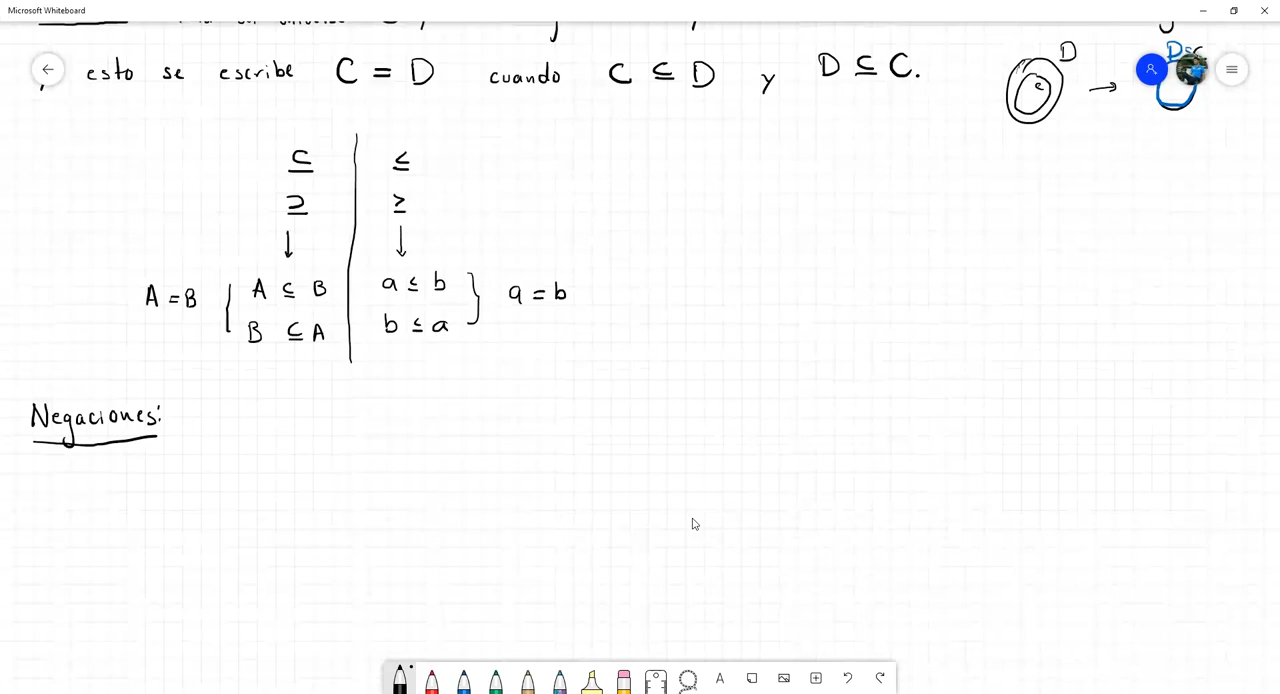 Microsoft Whiteboard
esto se escribe C = D cuando C ⊆ D y D ⊆ C.
D
⊆ ≤
⊇ ≥
↓ ↓
A = B { A ⊆ B a ≤ b } a = b
B ⊆ A b ≤ a
Negaciones: